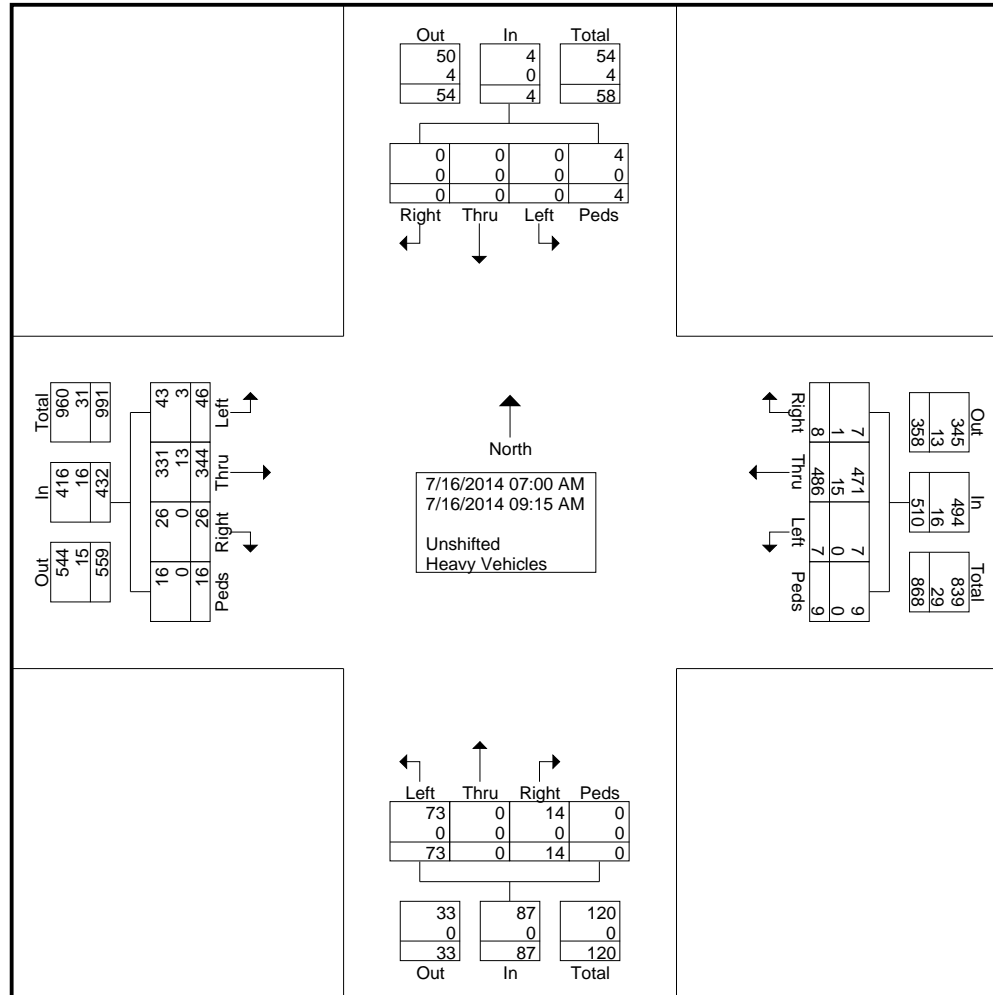 Out In Total
50 4 54
4 0 4
54 4 58
0 0 0 4
0 0 0 0
0 0 0 4
Right Thru Left Peds
Total
960
31
991
In
416
16
432
Out
544
15
559
43
3
46
Left
331
13
344
Thru
26
0
26
Right
16
0
16
Peds
North
7/16/2014 07:00 AM
7/16/2014 09:15 AM
Unshifted
Heavy Vehicles
Right
7
1
8
Thru
471
15
486
Left
7
0
7
Peds
9
0
9
Out
345
13
358
In
494
16
510
Total
839
29
868
Left Thru Right Peds
73 0 14 0
0 0 0 0
73 0 14 0
33 87 120
0 0 0
33 87 120
Out In Total